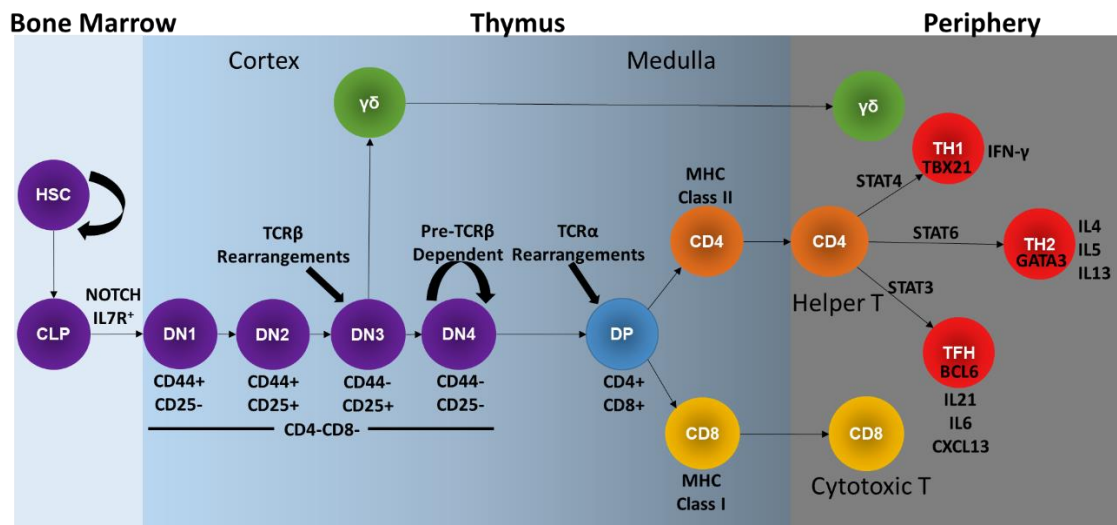 Bone Marrow
Thymus
Periphery
Cortex
Medulla
γδ
γδ
HSC
TH1
TBX21
IFN-γ
STAT4
MHC
Class II
TCRβ
Rearrangements
Pre-TCRβ
Dependent
TCRα
Rearrangements
CD4
CD4
STAT6
TH2
GATA3
IL4
IL5
IL13
Helper T
STAT3
NOTCH
IL7R⁺
CLP
DN1
DN2
DN3
DN4
DP
TFH
BCL6
CD44+
CD25-
CD44+
CD25+
CD44-
CD25+
CD44-
CD25-
CD4+
CD8+
IL21
IL6
CXCL13
CD4-CD8-
CD8
CD8
MHC
Class I
Cytotoxic T